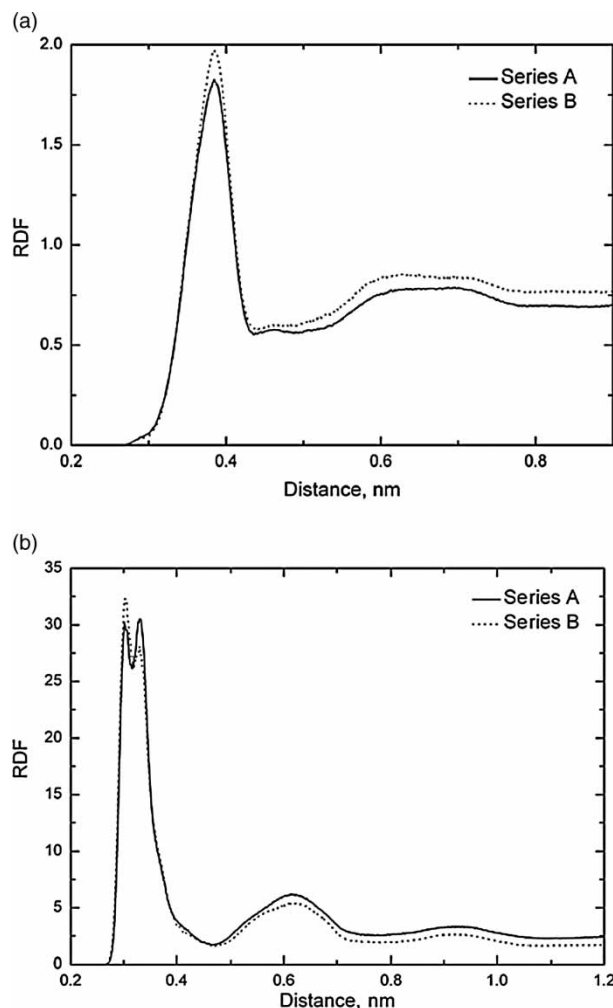 (a)
2.0
1.5
1.0
0.5
0.0
RDF
Series A
Series B
0.2 0.4 0.6 0.8
Distance, nm
(b)
35
30
25
20
15
10
5
0
RDF
Series A
Series B
0.2 0.4 0.6 0.8 1.0 1.2
Distance, nm